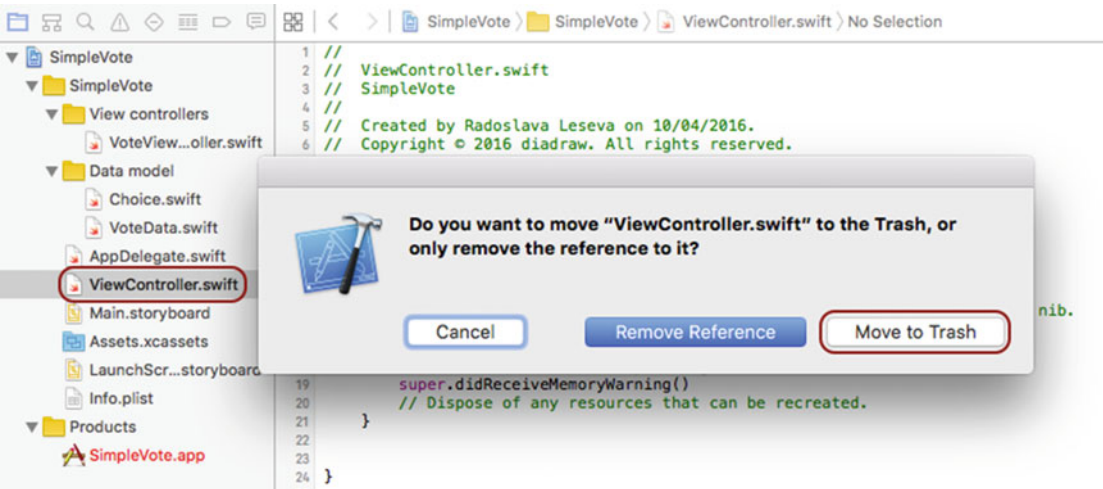 SimpleVote 〉 SimpleVote 〉 ViewController.swift 〉 No Selection
SimpleVote
SimpleVote
View controllers
VoteView...oller.swift
Data model
Choice.swift
VoteData.swift
AppDelegate.swift
ViewController.swift
Main.storyboard
Assets.xcassets
LaunchScr...storyboard
Info.plist
Products
SimpleVote.app
1 //
2 // ViewController.swift
3 // SimpleVote
4 //
5 // Created by Radoslava Leseva on 10/04/2016.
6 // Copyright © 2016 diadraw. All rights reserved.
Do you want to move “ViewController.swift” to the Trash, or
only remove the reference to it?
Cancel
Remove Reference
Move to Trash
nib.
19 super.didReceiveMemoryWarning()
20 // Dispose of any resources that can be recreated.
21 }
22
23
24 }